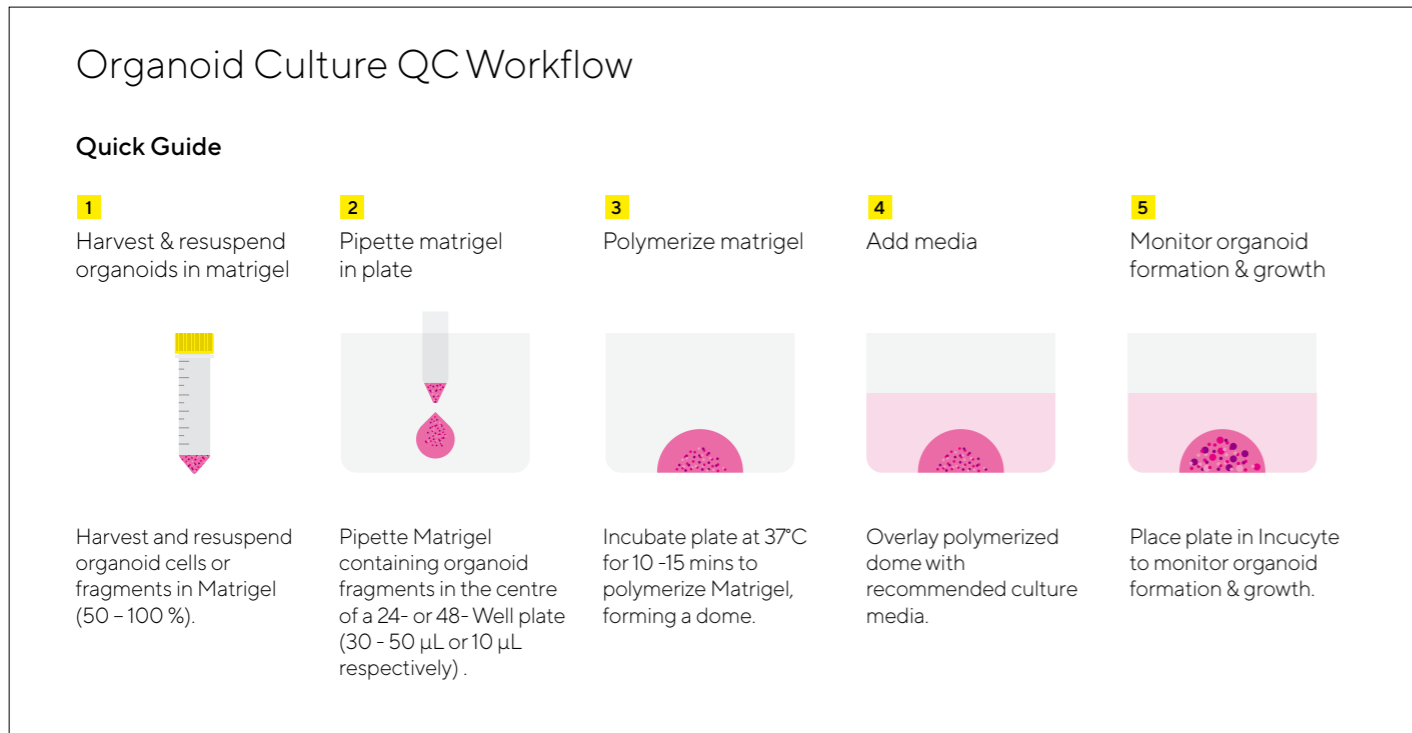 Organoid Culture QC Workflow
Quick Guide
1
Harvest & resuspend
organoids in matrigel
Harvest and resuspend
organoid cells or
fragments in Matrigel
(50 – 100 %).
2
Pipette matrigel
in plate
Pipette Matrigel
containing organoid
fragments in the centre
of a 24- or 48- Well plate
(30 - 50 µL or 10 µL
respectively) .
3
Polymerize matrigel
Incubate plate at 37°C
for 10 -15 mins to
polymerize Matrigel,
forming a dome.
4
Add media
Overlay polymerized
dome with
recommended culture
media.
5
Monitor organoid
formation & growth
Place plate in Incucyte
to monitor organoid
formation & growth.